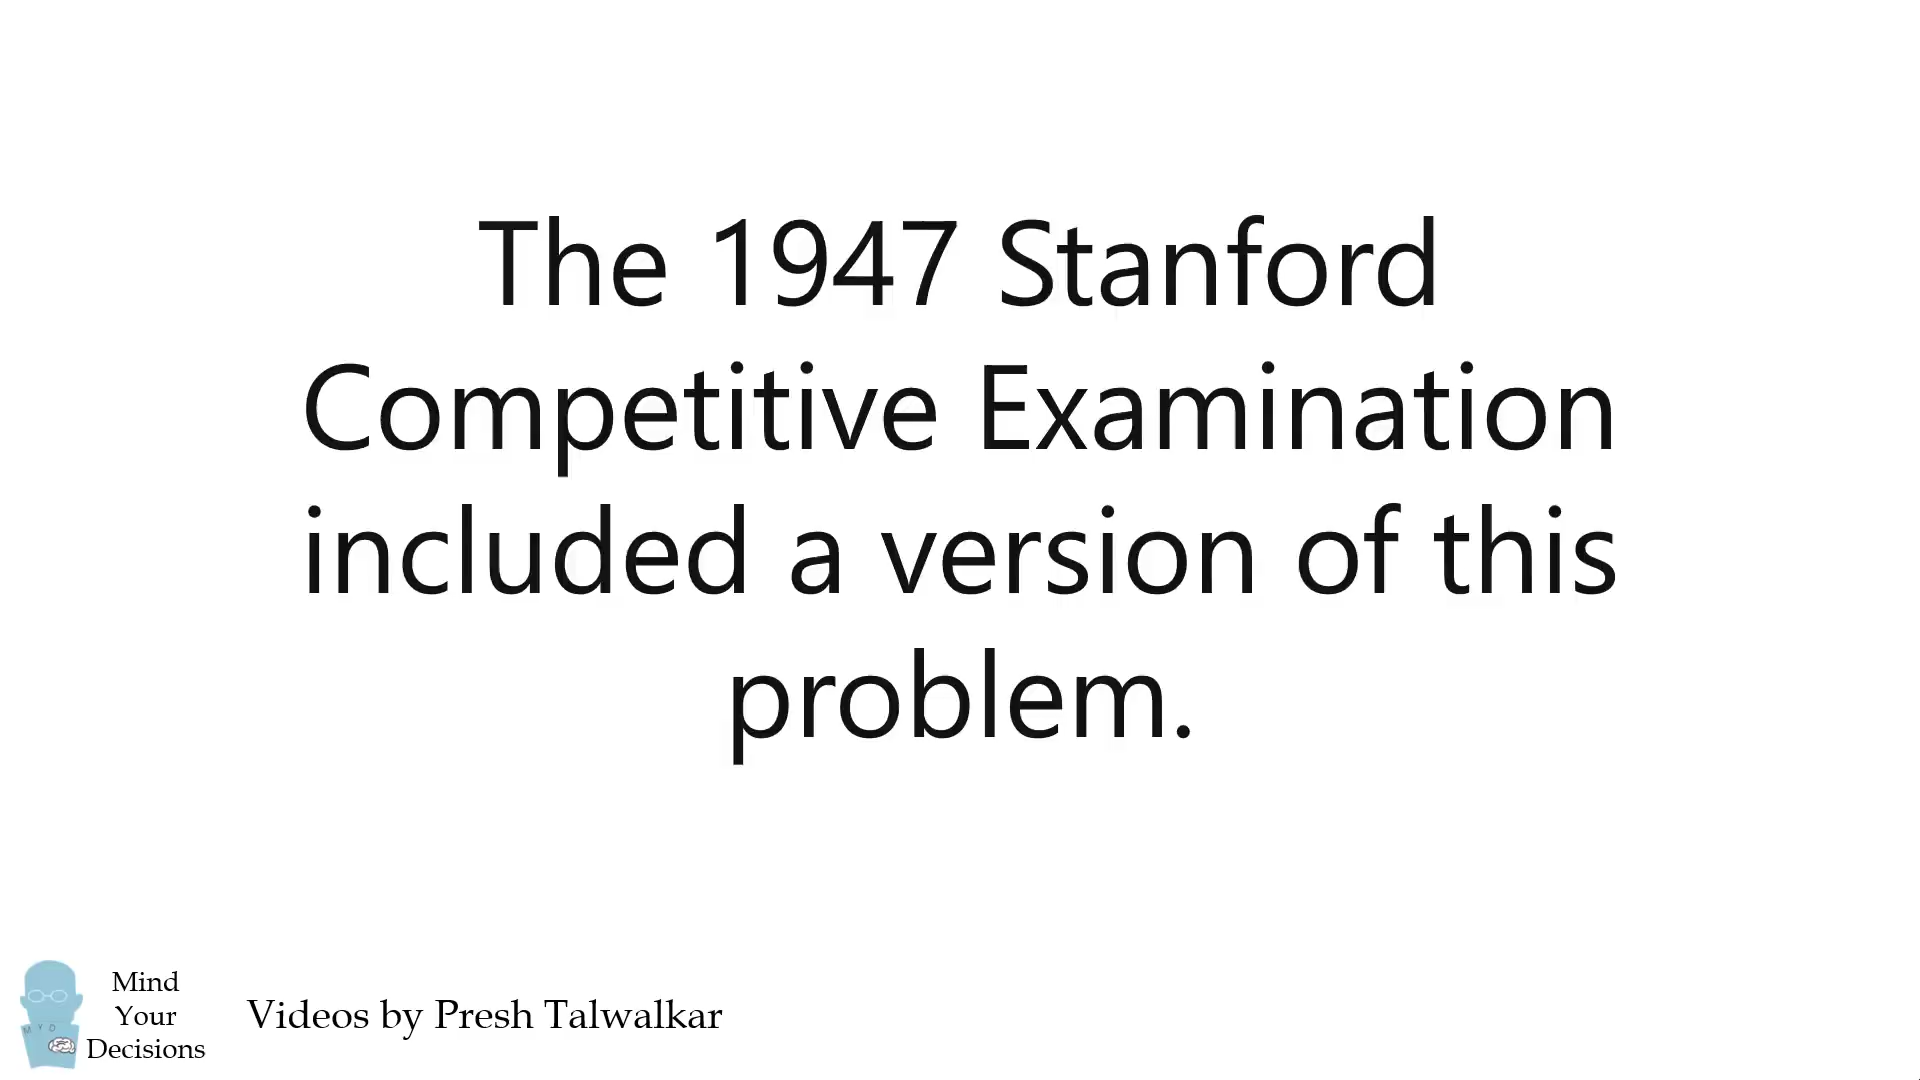 The 1947 Stanford
Competitive Examination
included a version of this
problem.
Mind
Your
Decisions
Videos by Presh Talwalkar
M Y D